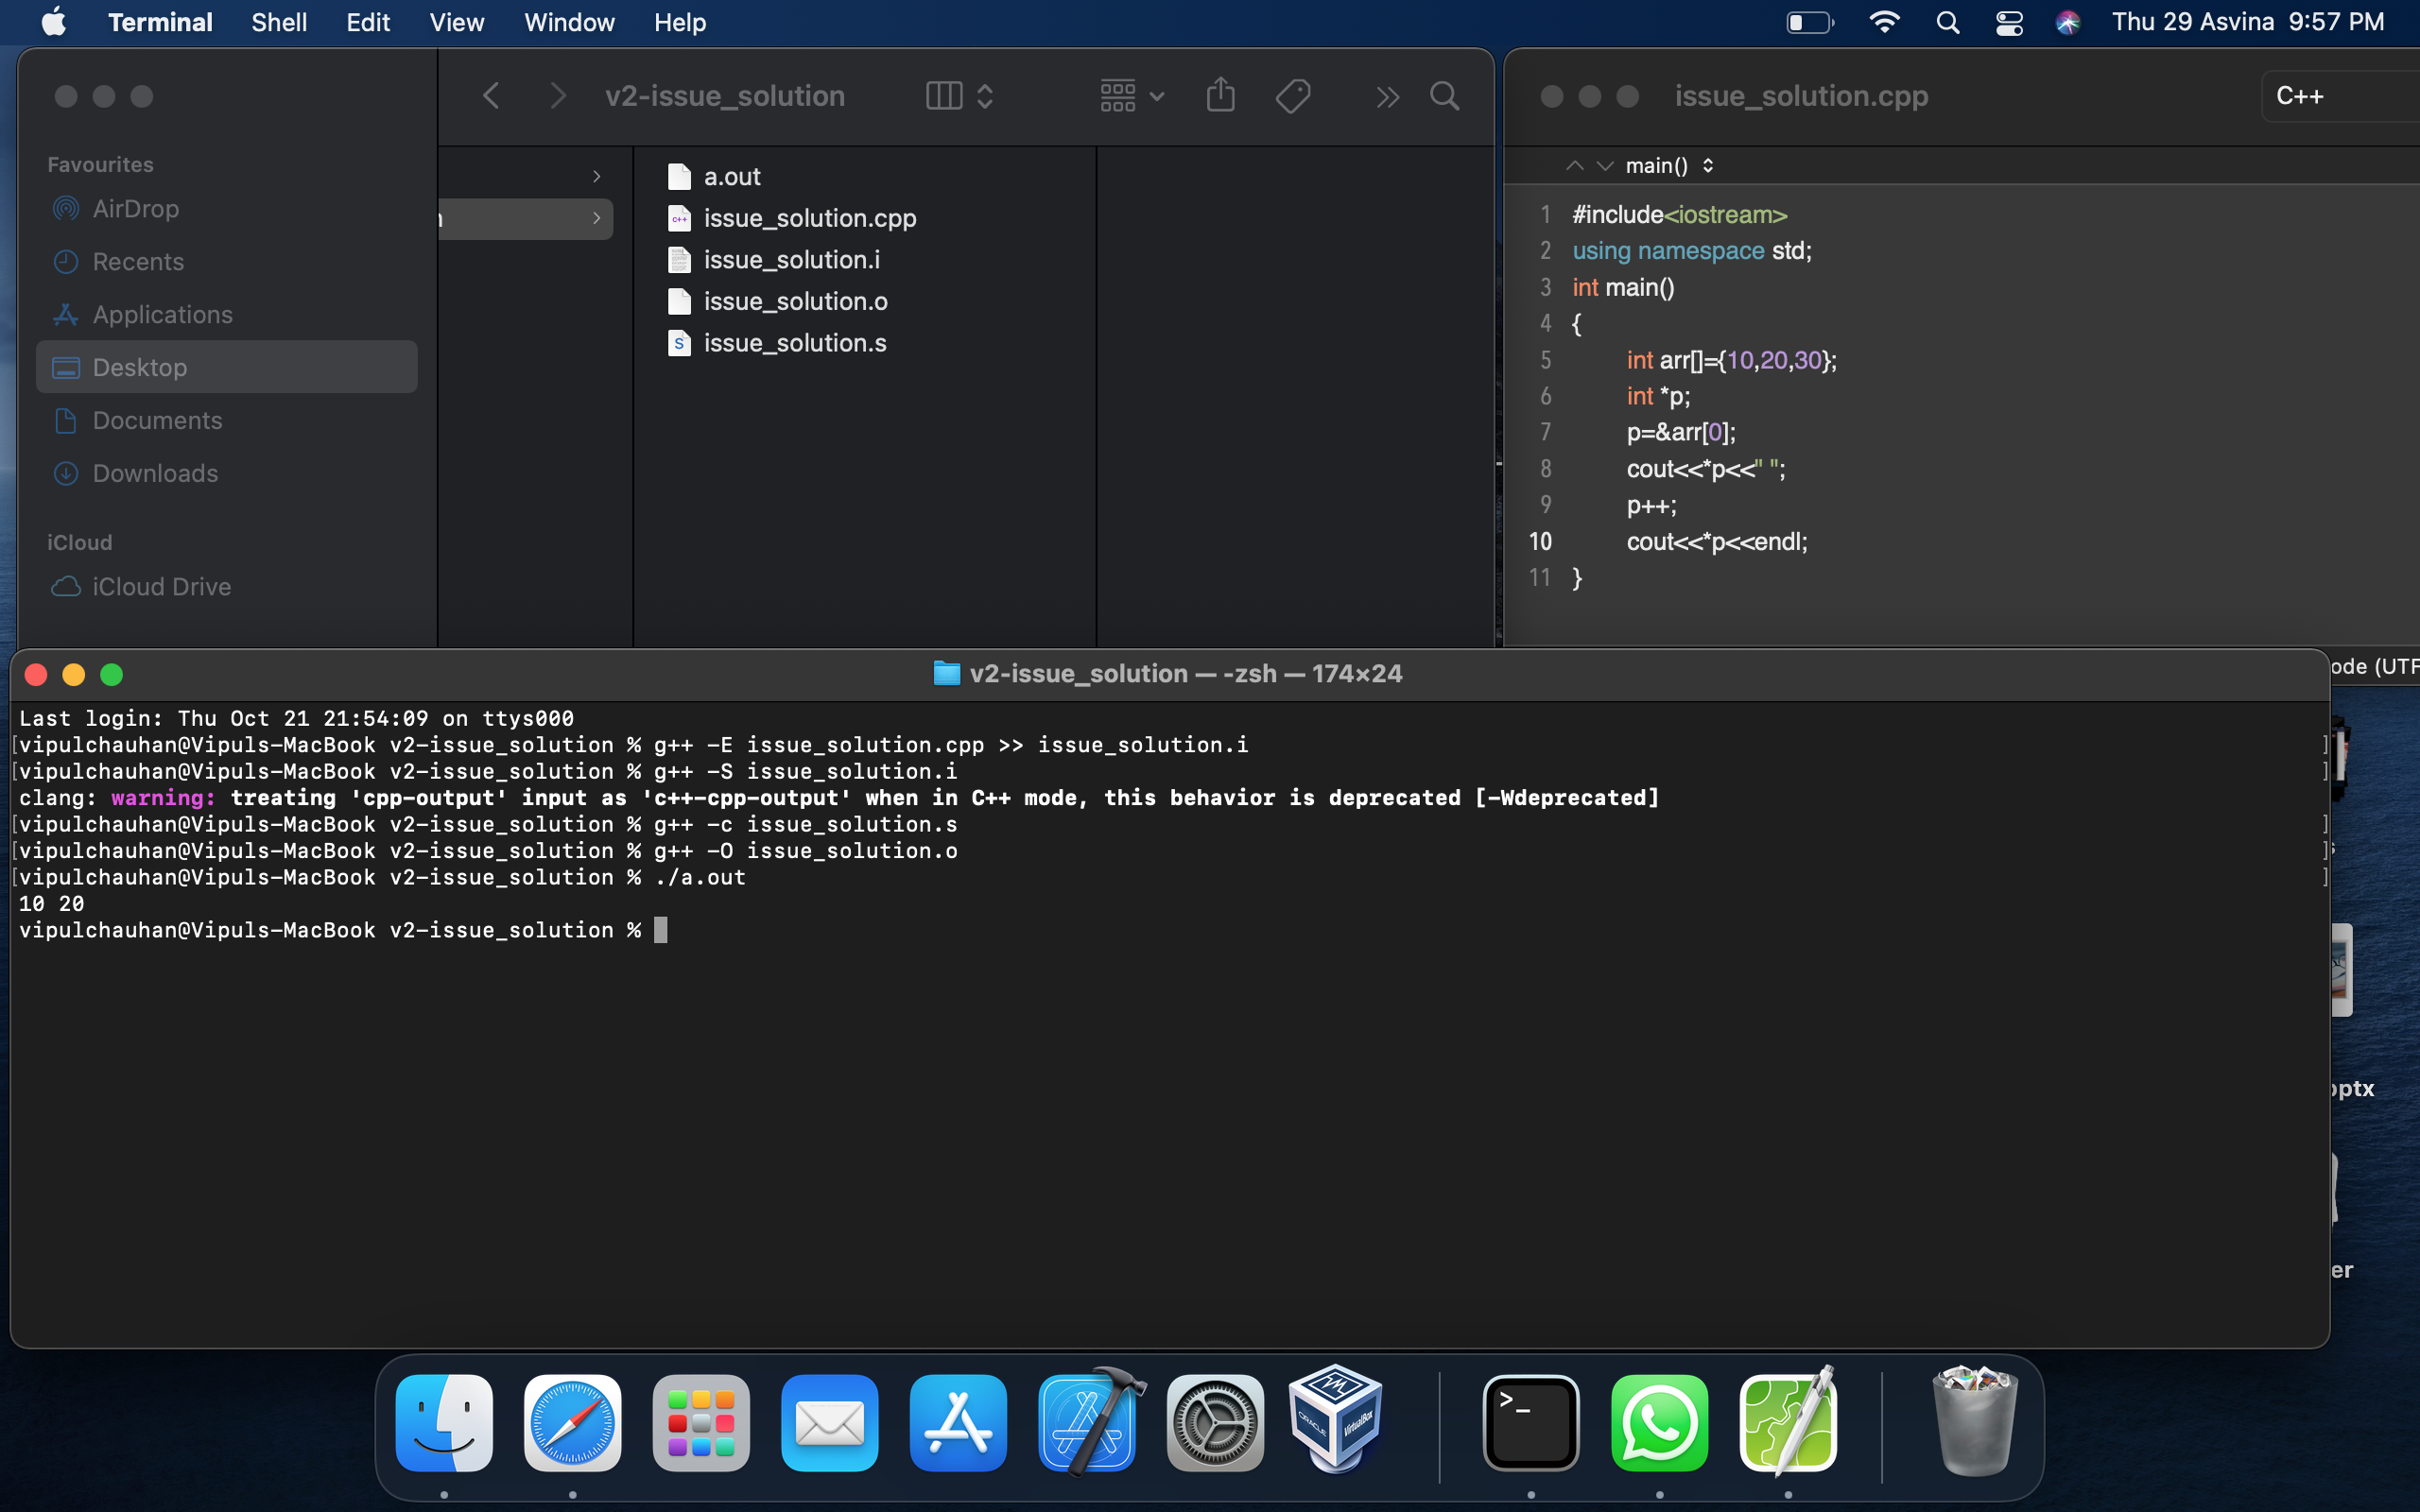 Terminal Shell Edit View Window Help Thu 29 Asvina 9:57 PM
v2-issue_solution
Favourites
AirDrop
Recents
Applications
Desktop
Documents
Downloads
iCloud
iCloud Drive
a.out
issue_solution.cpp
issue_solution.i
issue_solution.o
issue_solution.s
issue_solution.cpp C++
main()
1 #include<iostream>
2 using namespace std;
3 int main()
4 {
5 int arr[]={10,20,30};
6 int *p;
7 p=&arr[0];
8 cout<<*p<<" ";
9 p++;
10 cout<<*p<<endl;
11 }
ode (UTF
v2-issue_solution — -zsh — 174×24
Last login: Thu Oct 21 21:54:09 on ttys000
[vipulchauhan@Vipuls-MacBook v2-issue_solution % g++ -E issue_solution.cpp >> issue_solution.i ]
[vipulchauhan@Vipuls-MacBook v2-issue_solution % g++ -S issue_solution.i ]
clang: warning: treating 'cpp-output' input as 'c++-cpp-output' when in C++ mode, this behavior is deprecated [-Wdeprecated]
[vipulchauhan@Vipuls-MacBook v2-issue_solution % g++ -c issue_solution.s ]
[vipulchauhan@Vipuls-MacBook v2-issue_solution % g++ -O issue_solution.o ]
[vipulchauhan@Vipuls-MacBook v2-issue_solution % ./a.out ]
10 20
vipulchauhan@Vipuls-MacBook v2-issue_solution %
pptx
er
ORACLE
VirtualBox